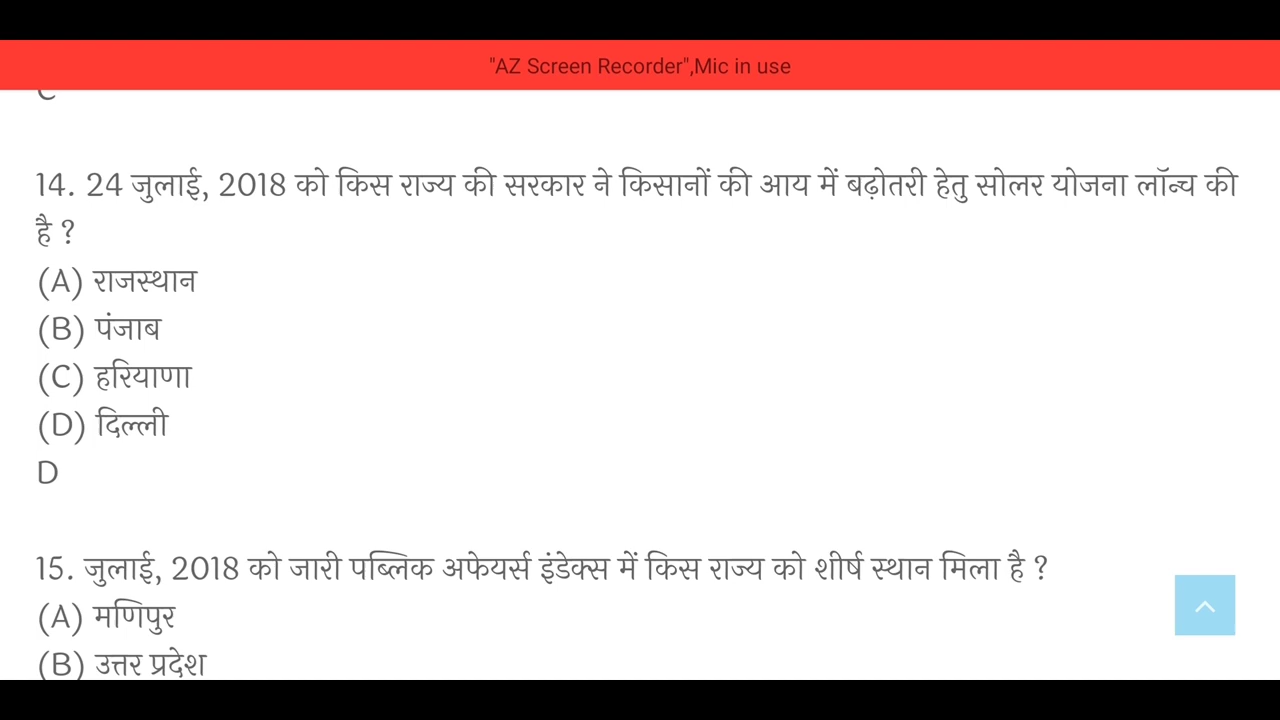 "AZ Screen Recorder",Mic in use
14. 24 जुलाई, 2018 को किस राज्य की सरकार ने किसानों की आय में बढ़ोतरी हेतु सोलर योजना लॉन्च की
है ?
(A) राजस्थान
(B) पंजाब
(C) हरियाणा
(D) दिल्ली
D
15. जुलाई, 2018 को जारी पब्लिक अफेयर्स इंडेक्स में किस राज्य को शीर्ष स्थान मिला है ?
(A) मणिपुर
(B) उत्तर प्रदेश